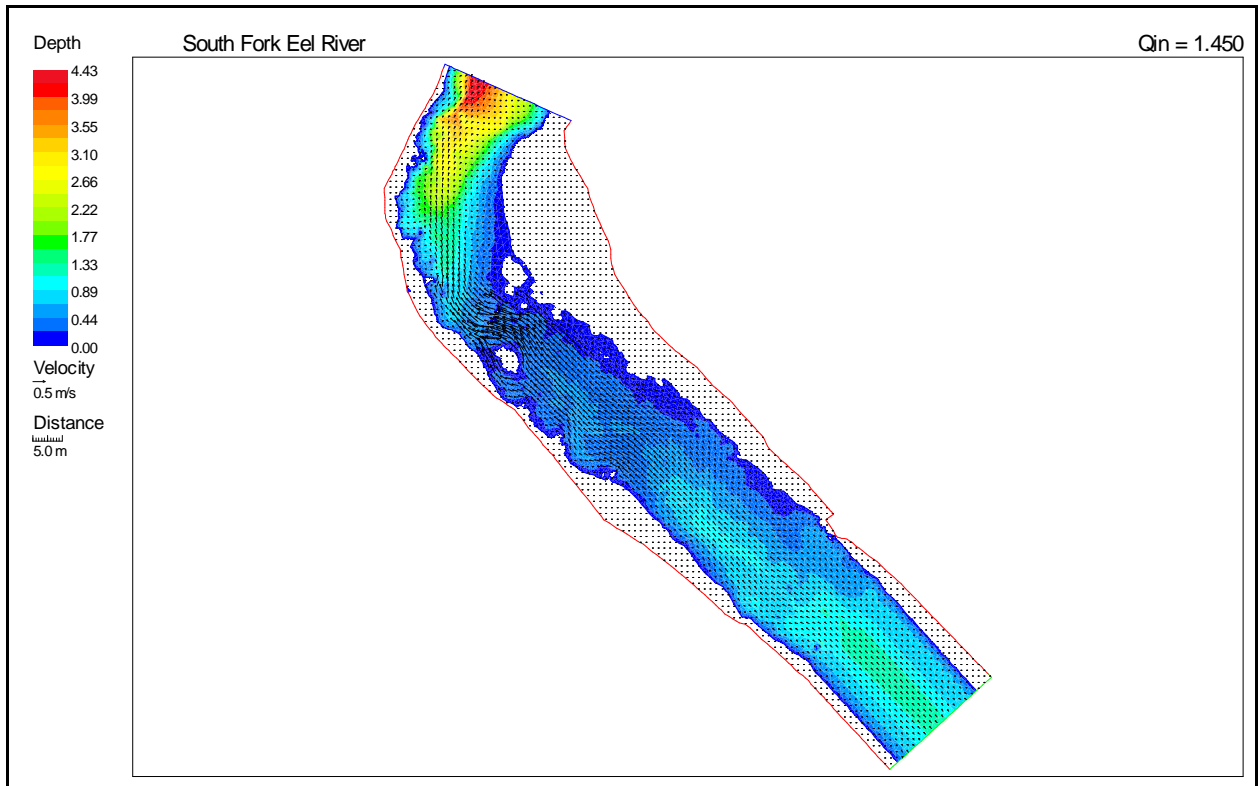 South Fork Eel River
Qin = 1.450
Depth
4.43
3.99
3.55
3.10
2.66
2.22
1.77
1.33
0.89
0.44
0.00
Velocity
0.5 m/s
Distance
5.0 m